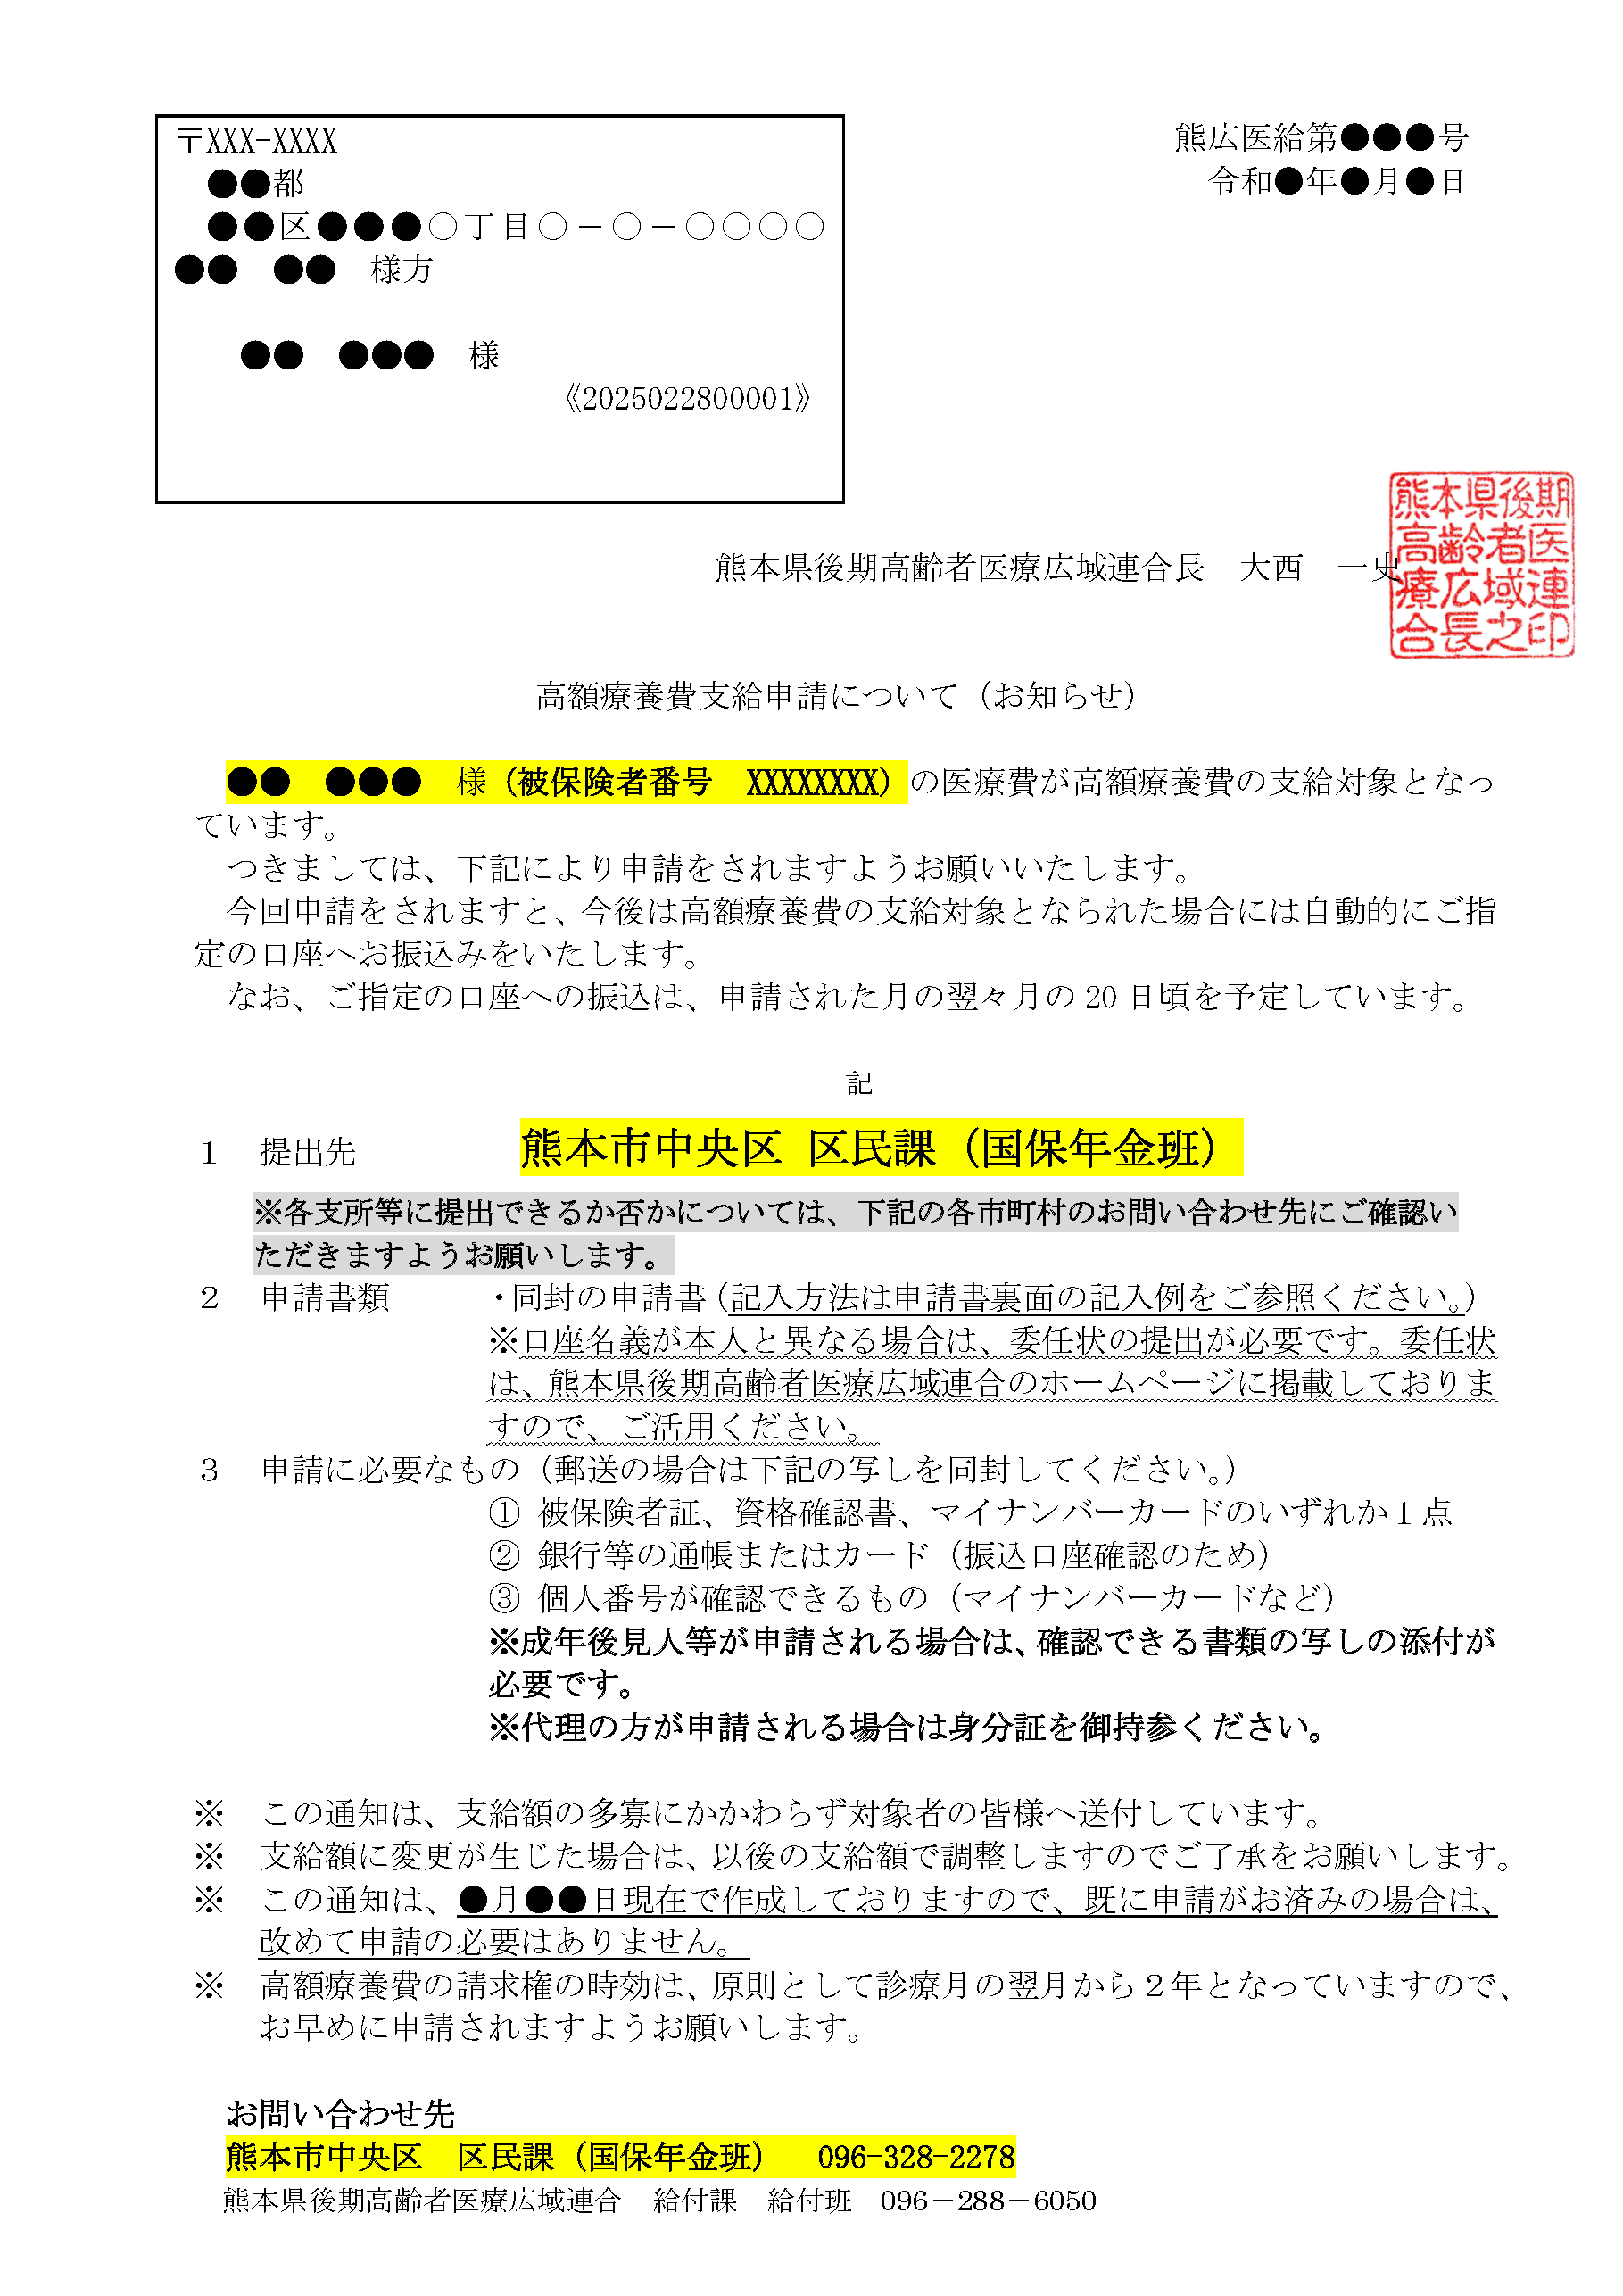 〒XXX-XXXX
●●都
●●区●●●○丁目○－○－○○○○
●●　●●　様方
●●　●●●　様
《2025022800001》
熊広医給第●●●号
令和●年●月●日
熊本県後期高齢者医療広域連合長　大西　一史
熊本県後期
高齢者医
療広域連
合長之印
高額療養費支給申請について（お知らせ）
●●　●●●　様（被保険者番号　XXXXXXXX）の医療費が高額療養費の支給対象となっ
ています。
つきましては、下記により申請をされますようお願いいたします。
今回申請をされますと、今後は高額療養費の支給対象となられた場合には自動的にご指
定の口座へお振込みをいたします。
なお、ご指定の口座への振込は、申請された月の翌々月の 20 日頃を予定しています。
記
１　提出先　熊本市中央区 区民課（国保年金班）
※各支所等に提出できるか否かについては、下記の各市町村のお問い合わせ先にご確認い
ただきますようお願いします。
２　申請書類　・同封の申請書（記入方法は申請書裏面の記入例をご参照ください。）
※口座名義が本人と異なる場合は、委任状の提出が必要です。委任状
は、熊本県後期高齢者医療広域連合のホームページに掲載しておりま
すので、ご活用ください。
３　申請に必要なもの（郵送の場合は下記の写しを同封してください。）
① 被保険者証、資格確認書、マイナンバーカードのいずれか１点
② 銀行等の通帳またはカード（振込口座確認のため）
③ 個人番号が確認できるもの（マイナンバーカードなど）
※成年後見人等が申請される場合は、確認できる書類の写しの添付が
必要です。
※代理の方が申請される場合は身分証を御持参ください。
※　この通知は、支給額の多寡にかかわらず対象者の皆様へ送付しています。
※　支給額に変更が生じた場合は、以後の支給額で調整しますのでご了承をお願いします。
※　この通知は、●月●●日現在で作成しておりますので、既に申請がお済みの場合は、
改めて申請の必要はありません。
※　高額療養費の請求権の時効は、原則として診療月の翌月から２年となっていますので、
お早めに申請されますようお願いします。
お問い合わせ先
熊本市中央区　区民課（国保年金班）　096-328-2278
熊本県後期高齢者医療広域連合　給付課　給付班　096－288－6050